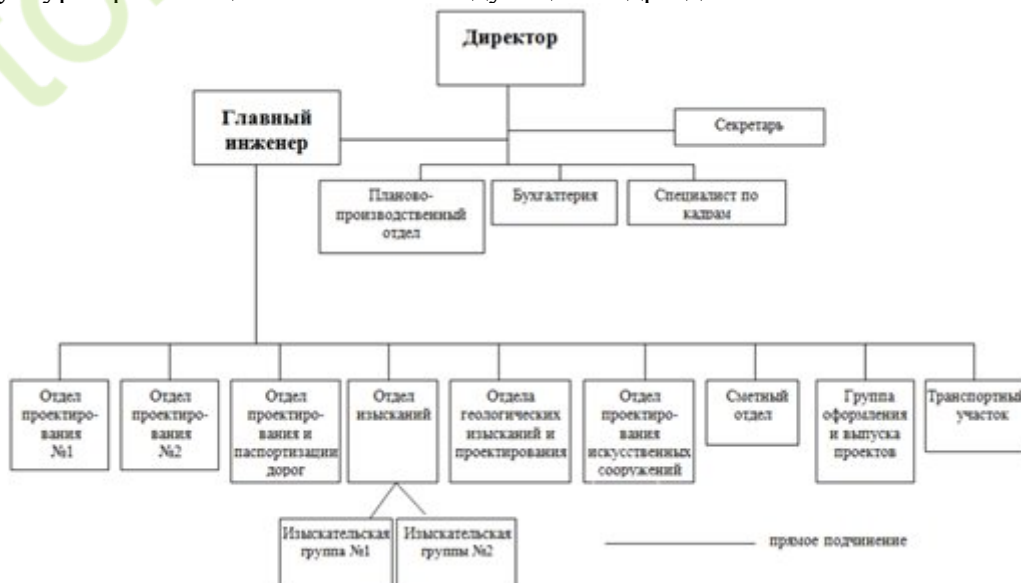 Директор
Главный
инженер
Секретарь
Планово-
производственный
отдел
Бухгалтерия
Специалист по
кадрам
Отдел
проектиро-
вания
№1
Отдел
проектиро-
вания
№2
Отдел
проектиро-
вания и
паспортизации
дорог
Отдел
изысканий
Отдела
геологических
изысканий и
проектирования
Отдел
проектиро-
вания
искусственных
сооружений
Сметный
отдел
Группа
оформления
и выпуска
проектов
Транспортный
участок
Изыскательская
группа №1
Изыскательская
группы №2
прямое подчинение